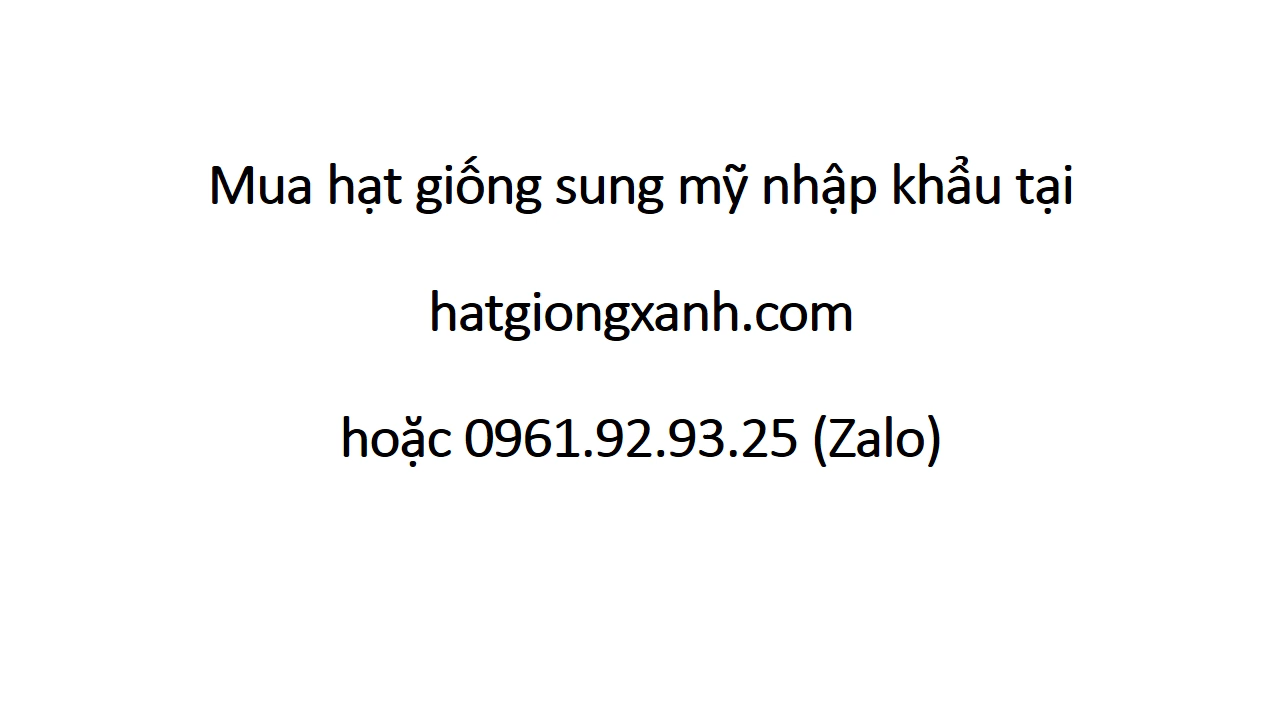 Mua hạt giống sung mỹ nhập khẩu tại
hatgiongxanh.com
hoặc 0961.92.93.25 (Zalo)